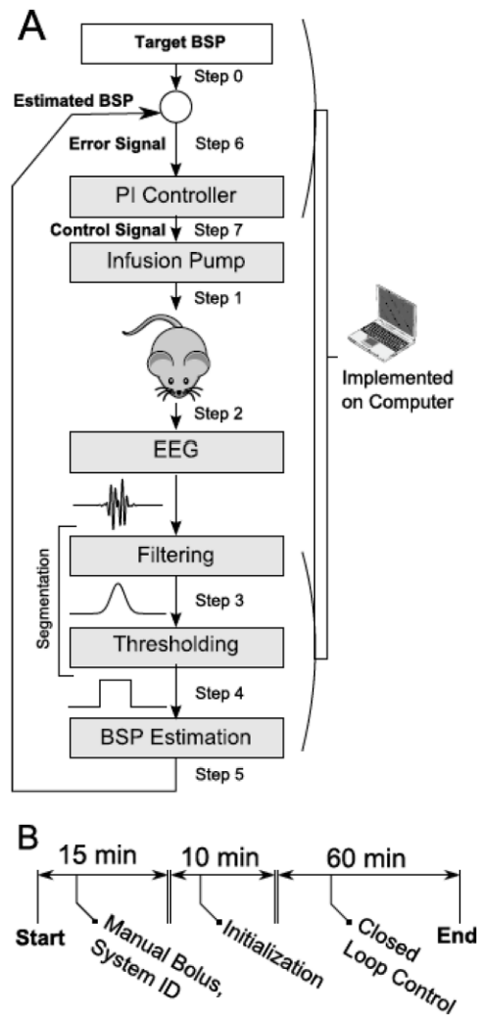 A
Target BSP
Step 0
Estimated BSP
Error Signal
Step 6
PI Controller
Control Signal
Step 7
Infusion Pump
Step 1
Implemented
on Computer
Step 2
EEG
Segmentation
Filtering
Step 3
Thresholding
Step 4
BSP Estimation
Step 5
B
15 min
10 min
60 min
Start
Manual Bolus,
System ID
Initialization
Closed
Loop Control
End